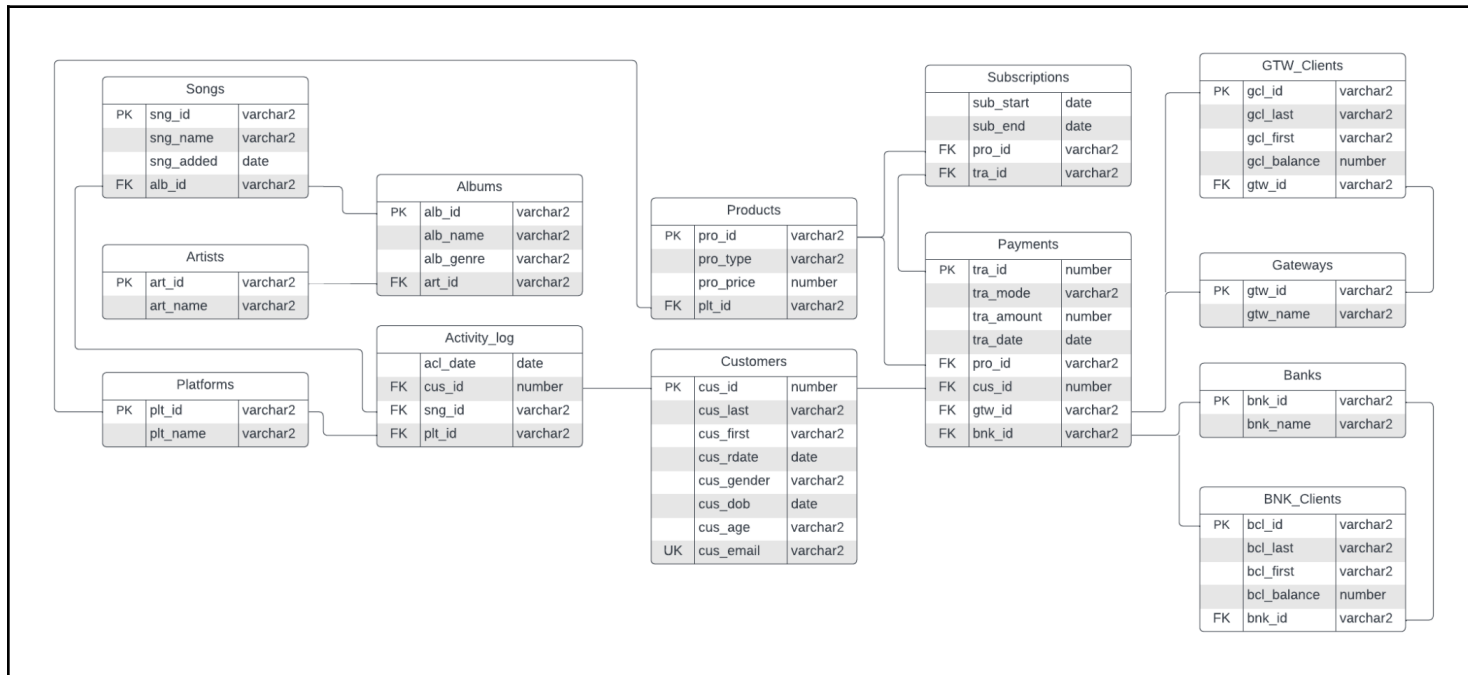 Songs
PK sng_id varchar2
sng_name varchar2
sng_added date
FK alb_id varchar2
Artists
PK art_id varchar2
art_name varchar2
Platforms
PK plt_id varchar2
plt_name varchar2
Albums
PK alb_id varchar2
alb_name varchar2
alb_genre varchar2
FK art_id varchar2
Activity_log
acl_date date
FK cus_id number
FK sng_id varchar2
FK plt_id varchar2
Products
PK pro_id varchar2
pro_type varchar2
pro_price number
FK plt_id varchar2
Customers
PK cus_id number
cus_last varchar2
cus_first varchar2
cus_rdate date
cus_gender varchar2
cus_dob date
cus_age varchar2
UK cus_email varchar2
Subscriptions
sub_start date
sub_end date
FK pro_id varchar2
FK tra_id varchar2
Payments
PK tra_id number
tra_mode varchar2
tra_amount number
tra_date date
FK pro_id varchar2
FK cus_id number
FK gtw_id varchar2
FK bnk_id varchar2
GTW_Clients
PK gcl_id varchar2
gcl_last varchar2
gcl_first varchar2
gcl_balance number
FK gtw_id varchar2
Gateways
PK gtw_id varchar2
gtw_name varchar2
Banks
PK bnk_id varchar2
bnk_name varchar2
BNK_Clients
PK bcl_id varchar2
bcl_last varchar2
bcl_first varchar2
bcl_balance number
FK bnk_id varchar2